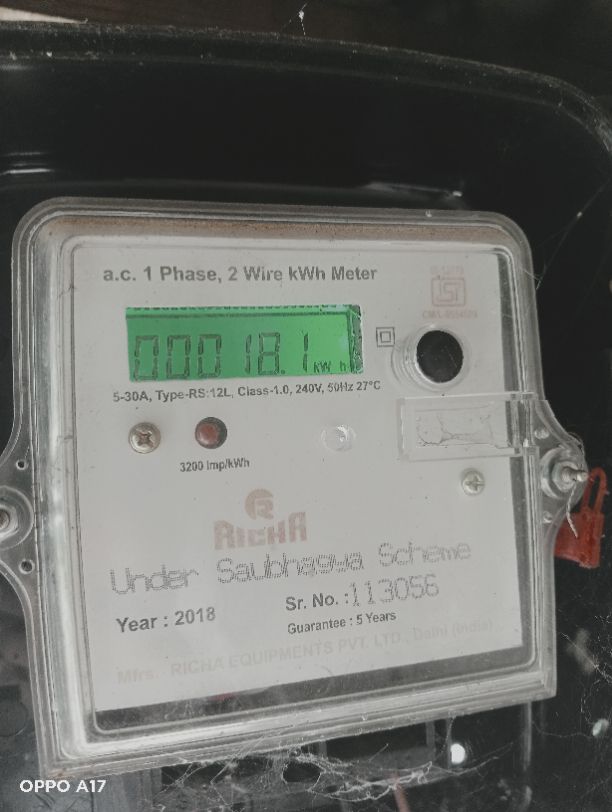 a.c. 1 Phase, 2 Wire kWh Meter
00018.1 kW h
5-30A, Type-RS:12L, Class-1.0, 240V, 50Hz 27°C
3200 Imp/kWh
RICHA
Under Saubhagwa Scheme
Year : 2018
Sr. No. :113056
Guarantee : 5 Years
Mfrs. RICHA EQUIPMENTS PVT. LTD., Delhi (India)
OPPO A17